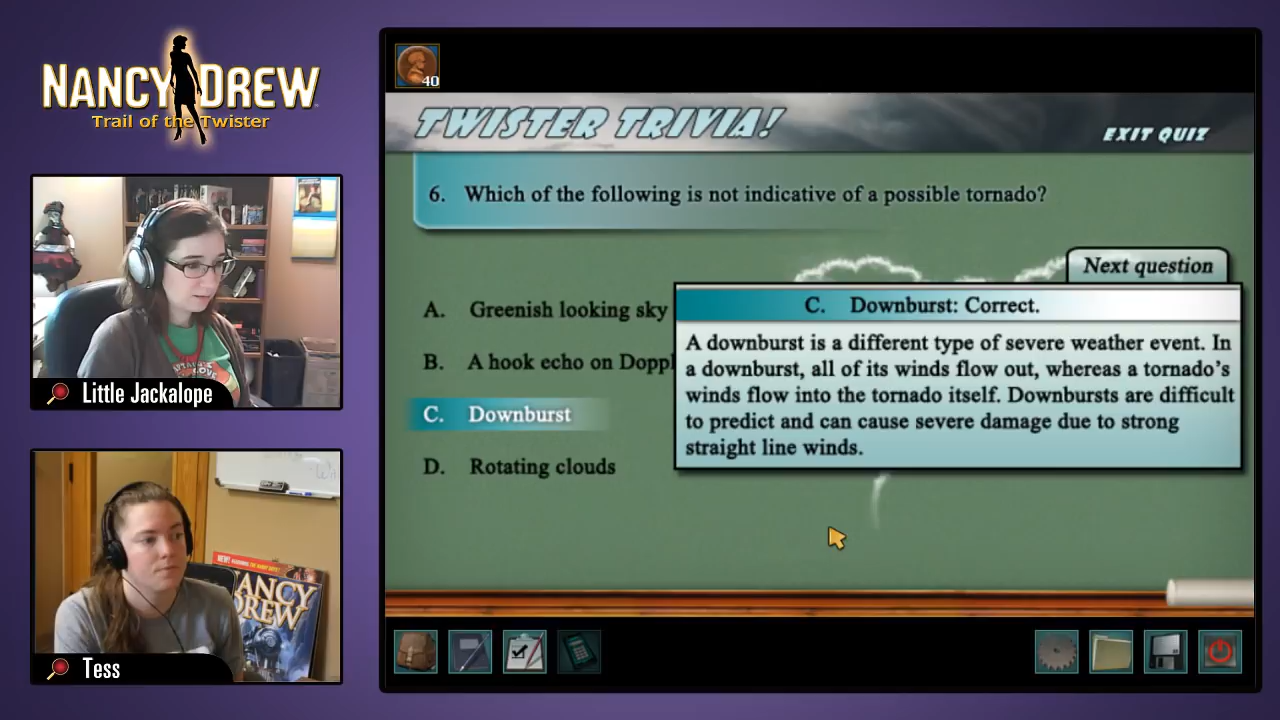 NANCY DREW
Trail of the Twister
40
TWISTER TRIVIA!
EXIT QUIZ
6. Which of the following is not indicative of a possible tornado?
Next question
A. Greenish looking sky
B. A hook echo on Doppl
C. Downburst
D. Rotating clouds
C. Downburst: Correct.
A downburst is a different type of severe weather event. In
a downburst, all of its winds flow out, whereas a tornado's
winds flow into the tornado itself. Downbursts are difficult
to predict and can cause severe damage due to strong
straight line winds.
Little Jackalope
NANCY
DREW
Tess